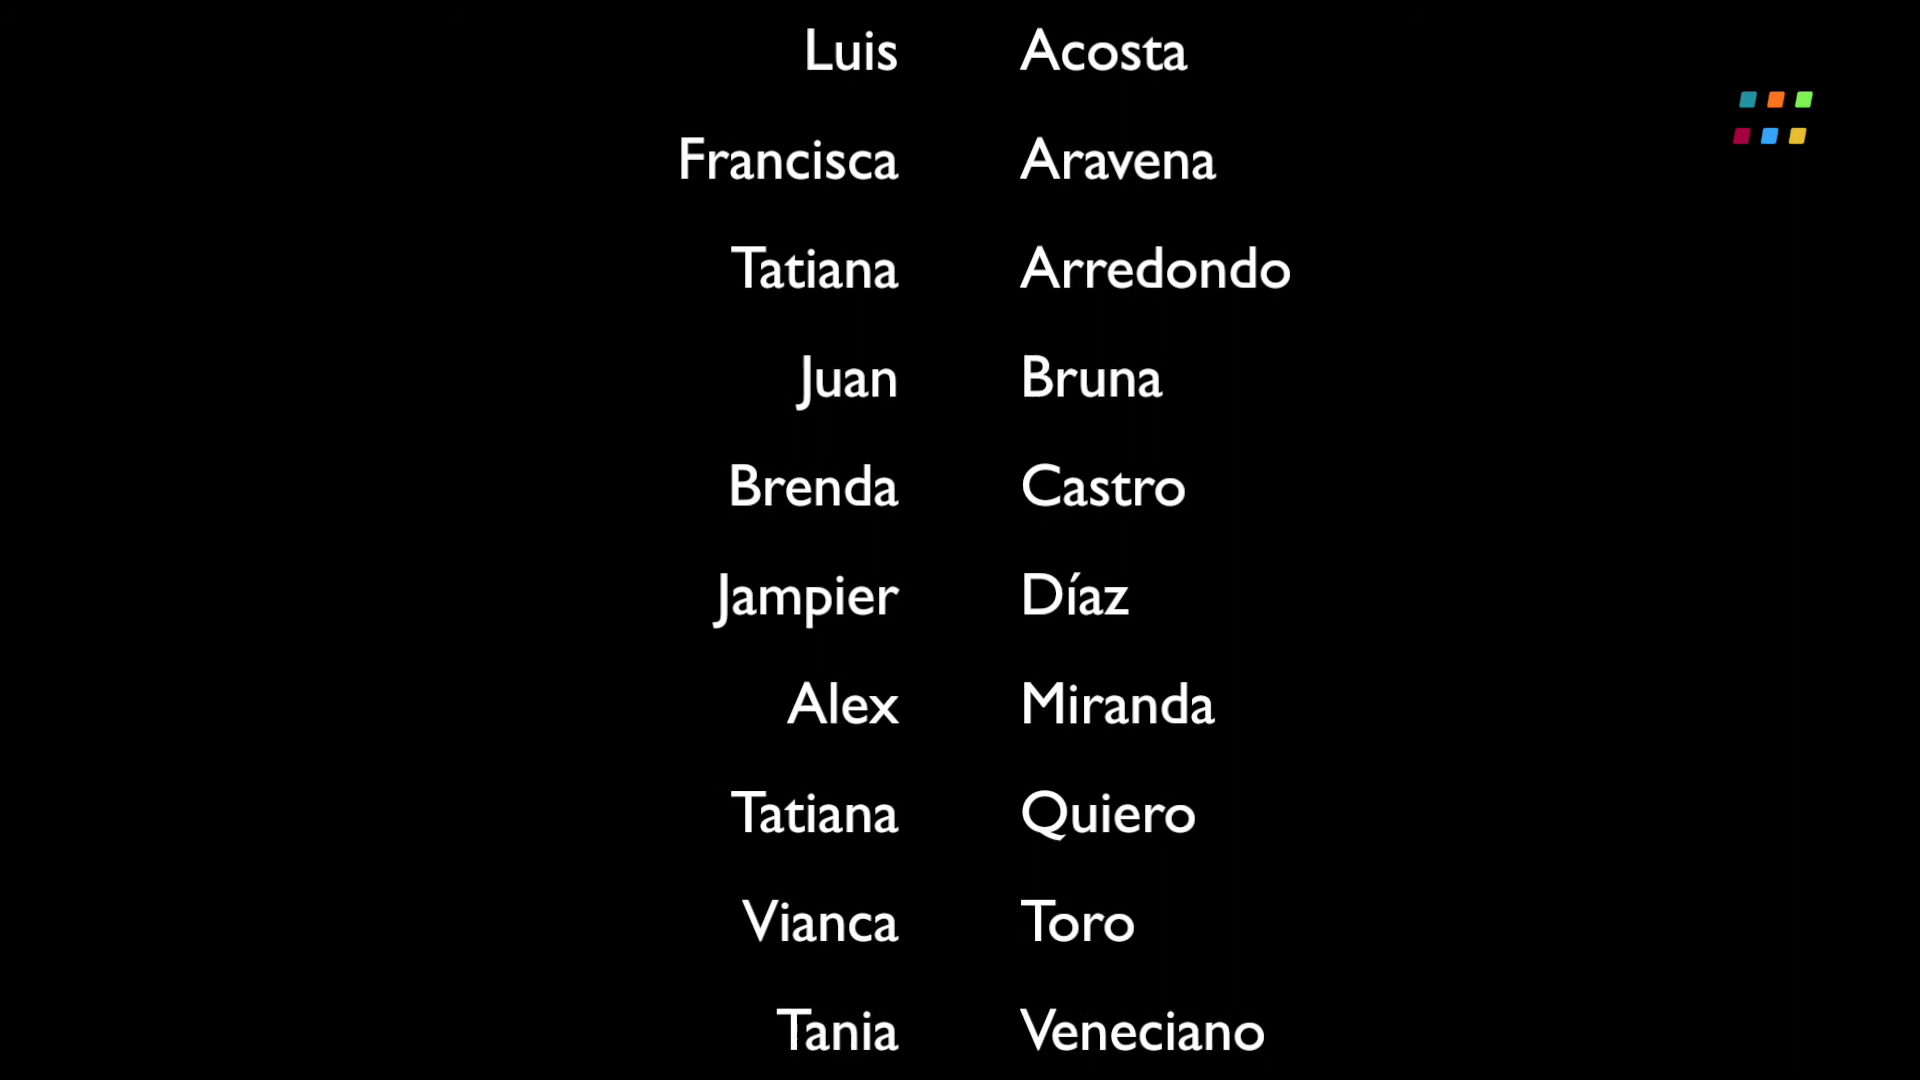 Luis Acosta
Francisca Aravena
Tatiana Arredondo
Juan Bruna
Brenda Castro
Jampier Díaz
Alex Miranda
Tatiana Quiero
Vianca Toro
Tania Veneciano